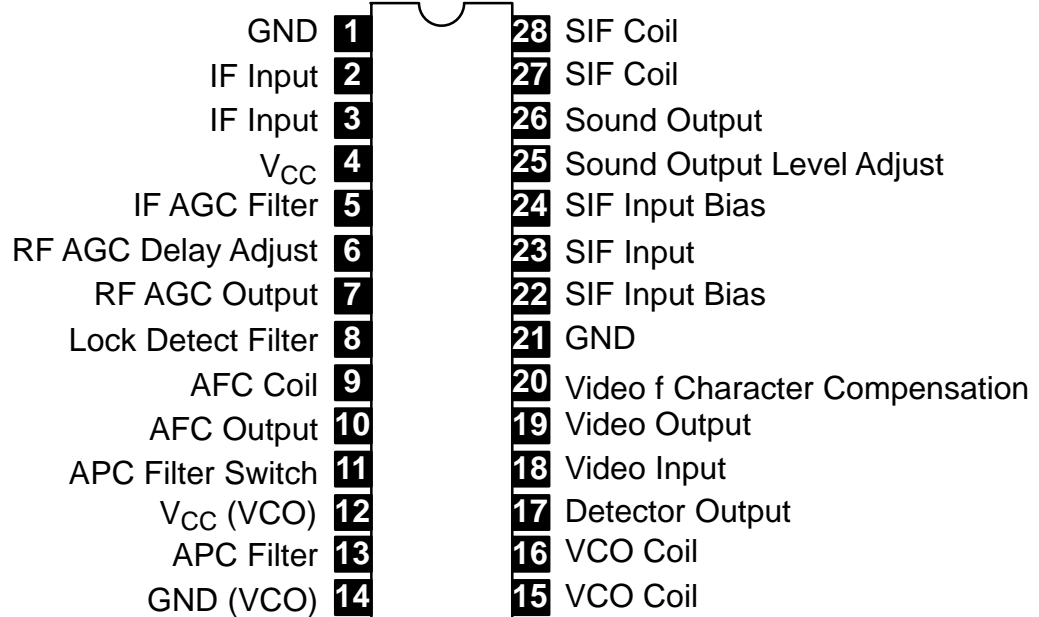 GND 1 28 SIF Coil
IF Input 2 27 SIF Coil
IF Input 3 26 Sound Output
VCC 4 25 Sound Output Level Adjust
IF AGC Filter 5 24 SIF Input Bias
RF AGC Delay Adjust 6 23 SIF Input
RF AGC Output 7 22 SIF Input Bias
Lock Detect Filter 8 21 GND
AFC Coil 9 20 Video f Character Compensation
AFC Output 10 19 Video Output
APC Filter Switch 11 18 Video Input
VCC (VCO) 12 17 Detector Output
APC Filter 13 16 VCO Coil
GND (VCO) 14 15 VCO Coil